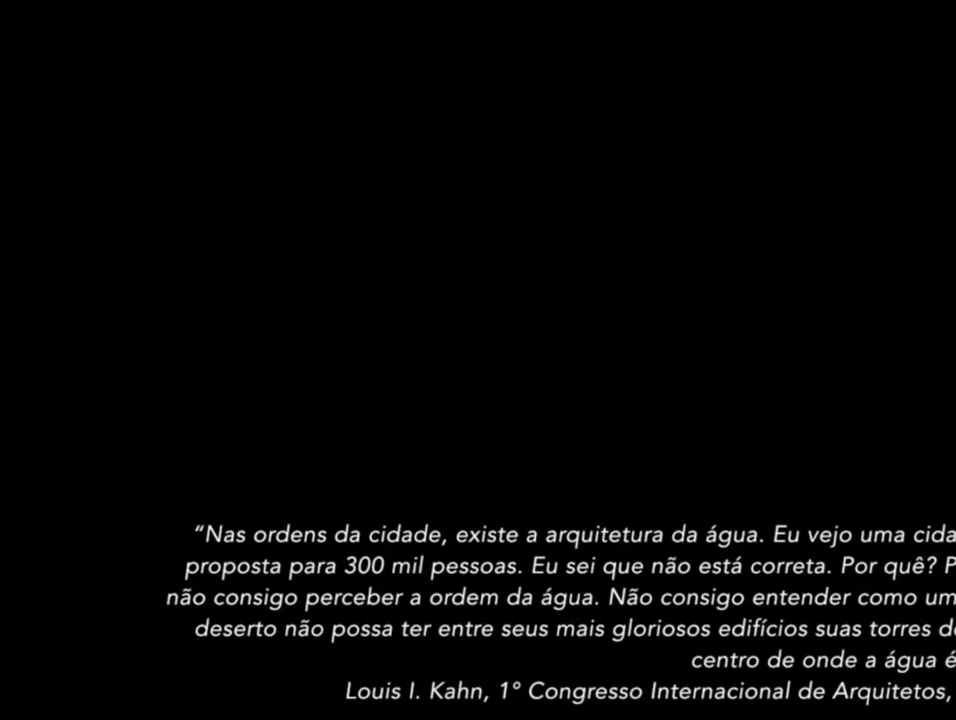 “Nas ordens da cidade, existe a arquitetura da água. Eu vejo uma cida
proposta para 300 mil pessoas. Eu sei que não está correta. Por quê? P
não consigo perceber a ordem da água. Não consigo entender como um
deserto não possa ter entre seus mais gloriosos edifícios suas torres d
centro de onde a água é
Louis I. Kahn, 1° Congresso Internacional de Arquitetos,